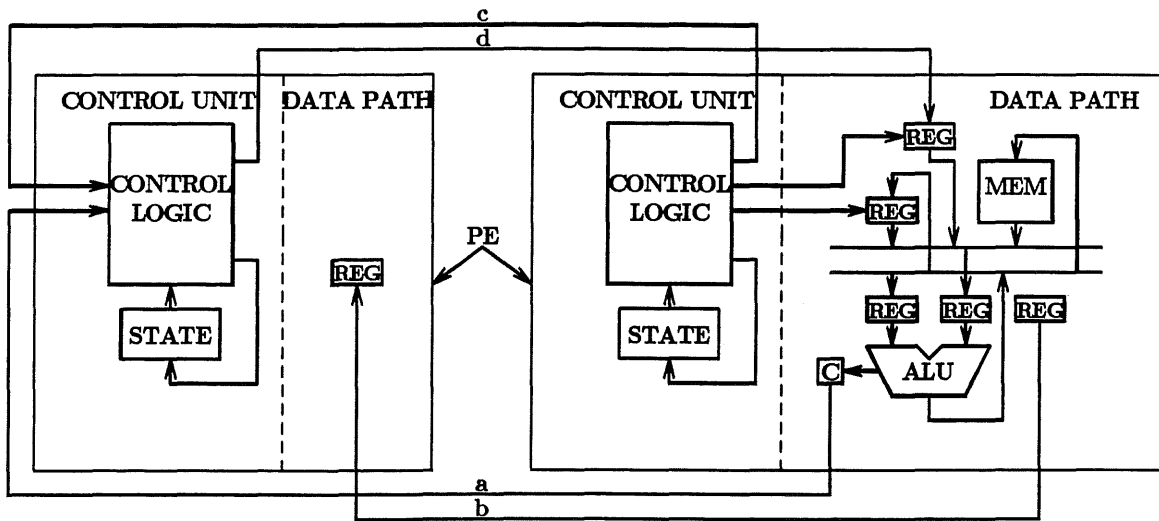 c
d
CONTROL UNIT
DATA PATH
CONTROL UNIT
DATA PATH
REG
CONTROL
LOGIC
CONTROL
LOGIC
MEM
REG
PE
REG
REG
REG
REG
STATE
STATE
ALU
C
a
b